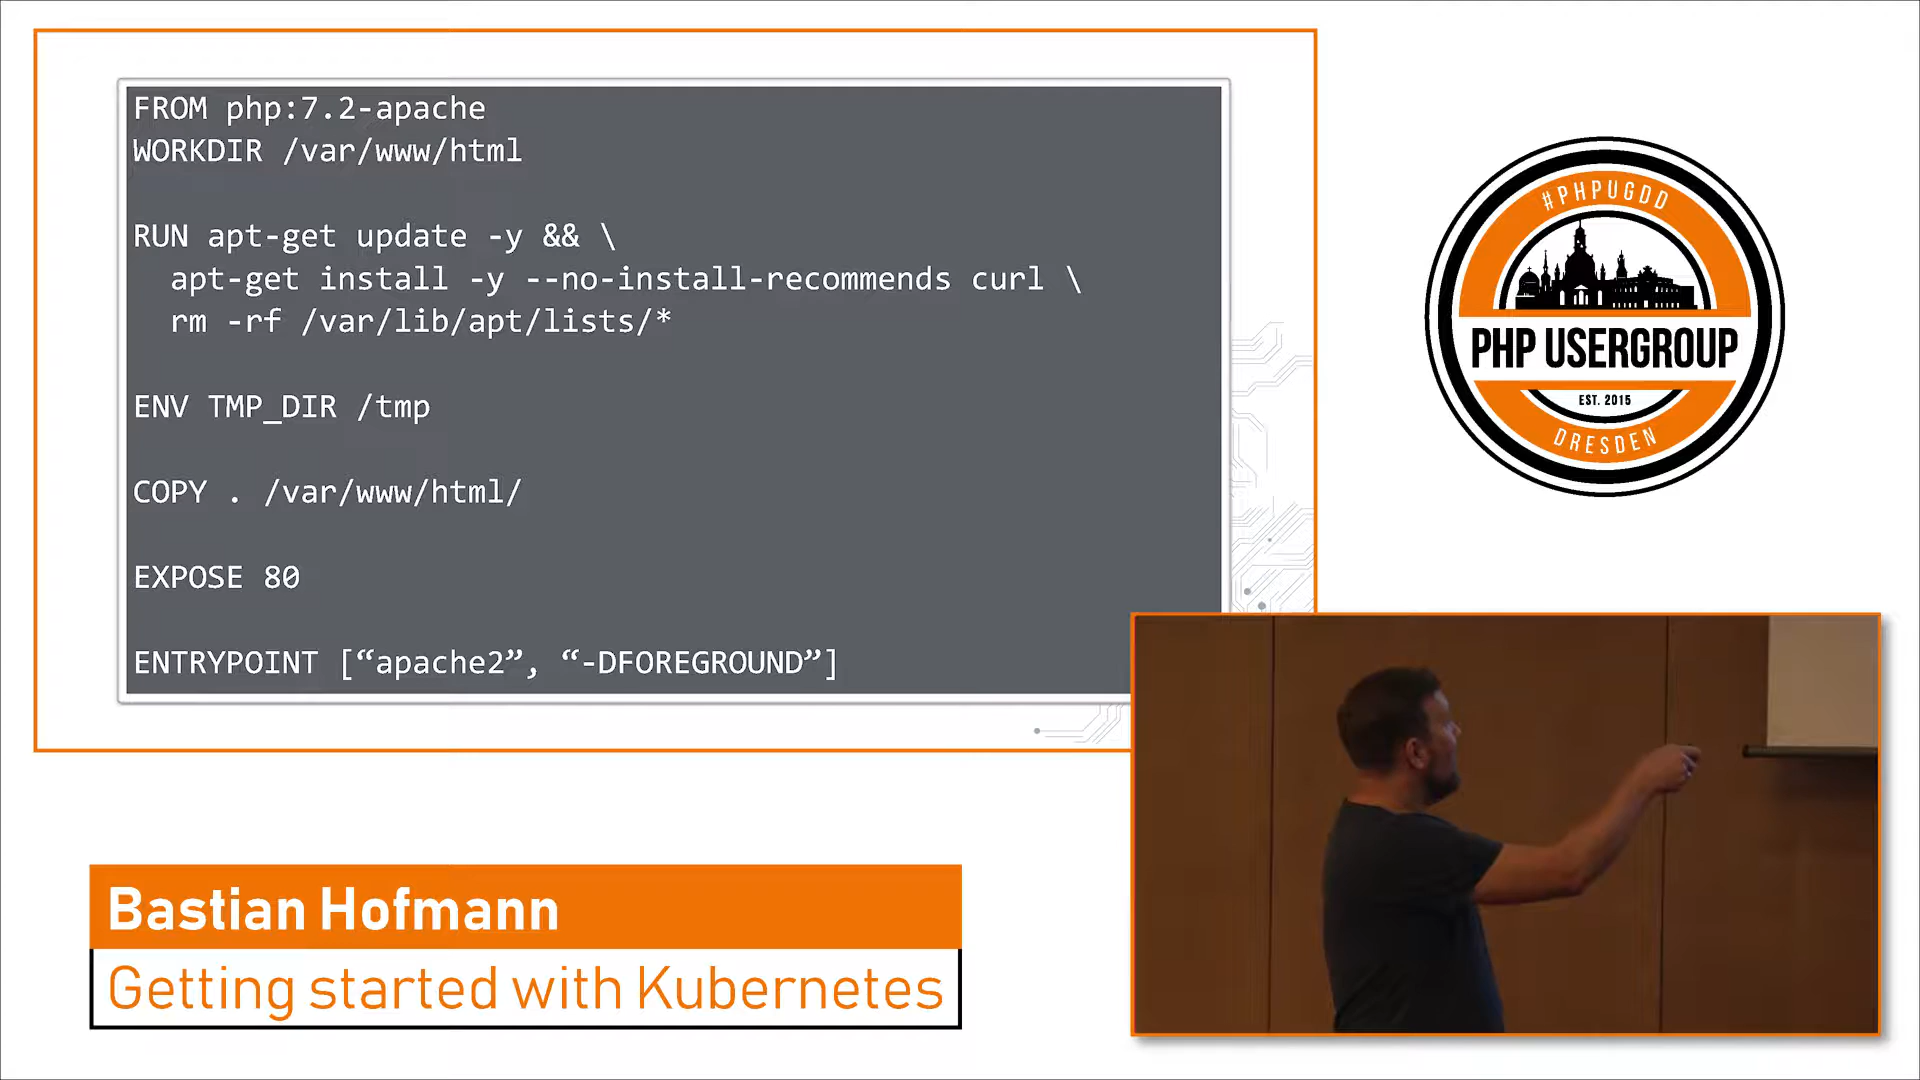 FROM php:7.2-apache
WORKDIR /var/www/html
RUN apt-get update -y && \
apt-get install -y --no-install-recommends curl \
rm -rf /var/lib/apt/lists/*
ENV TMP_DIR /tmp
COPY . /var/www/html/
EXPOSE 80
ENTRYPOINT [“apache2”, “-DFOREGROUND”]
#PHPUGDD
PHP USERGROUP
EST. 2015
DRESDEN
Bastian Hofmann
Getting started with Kubernetes